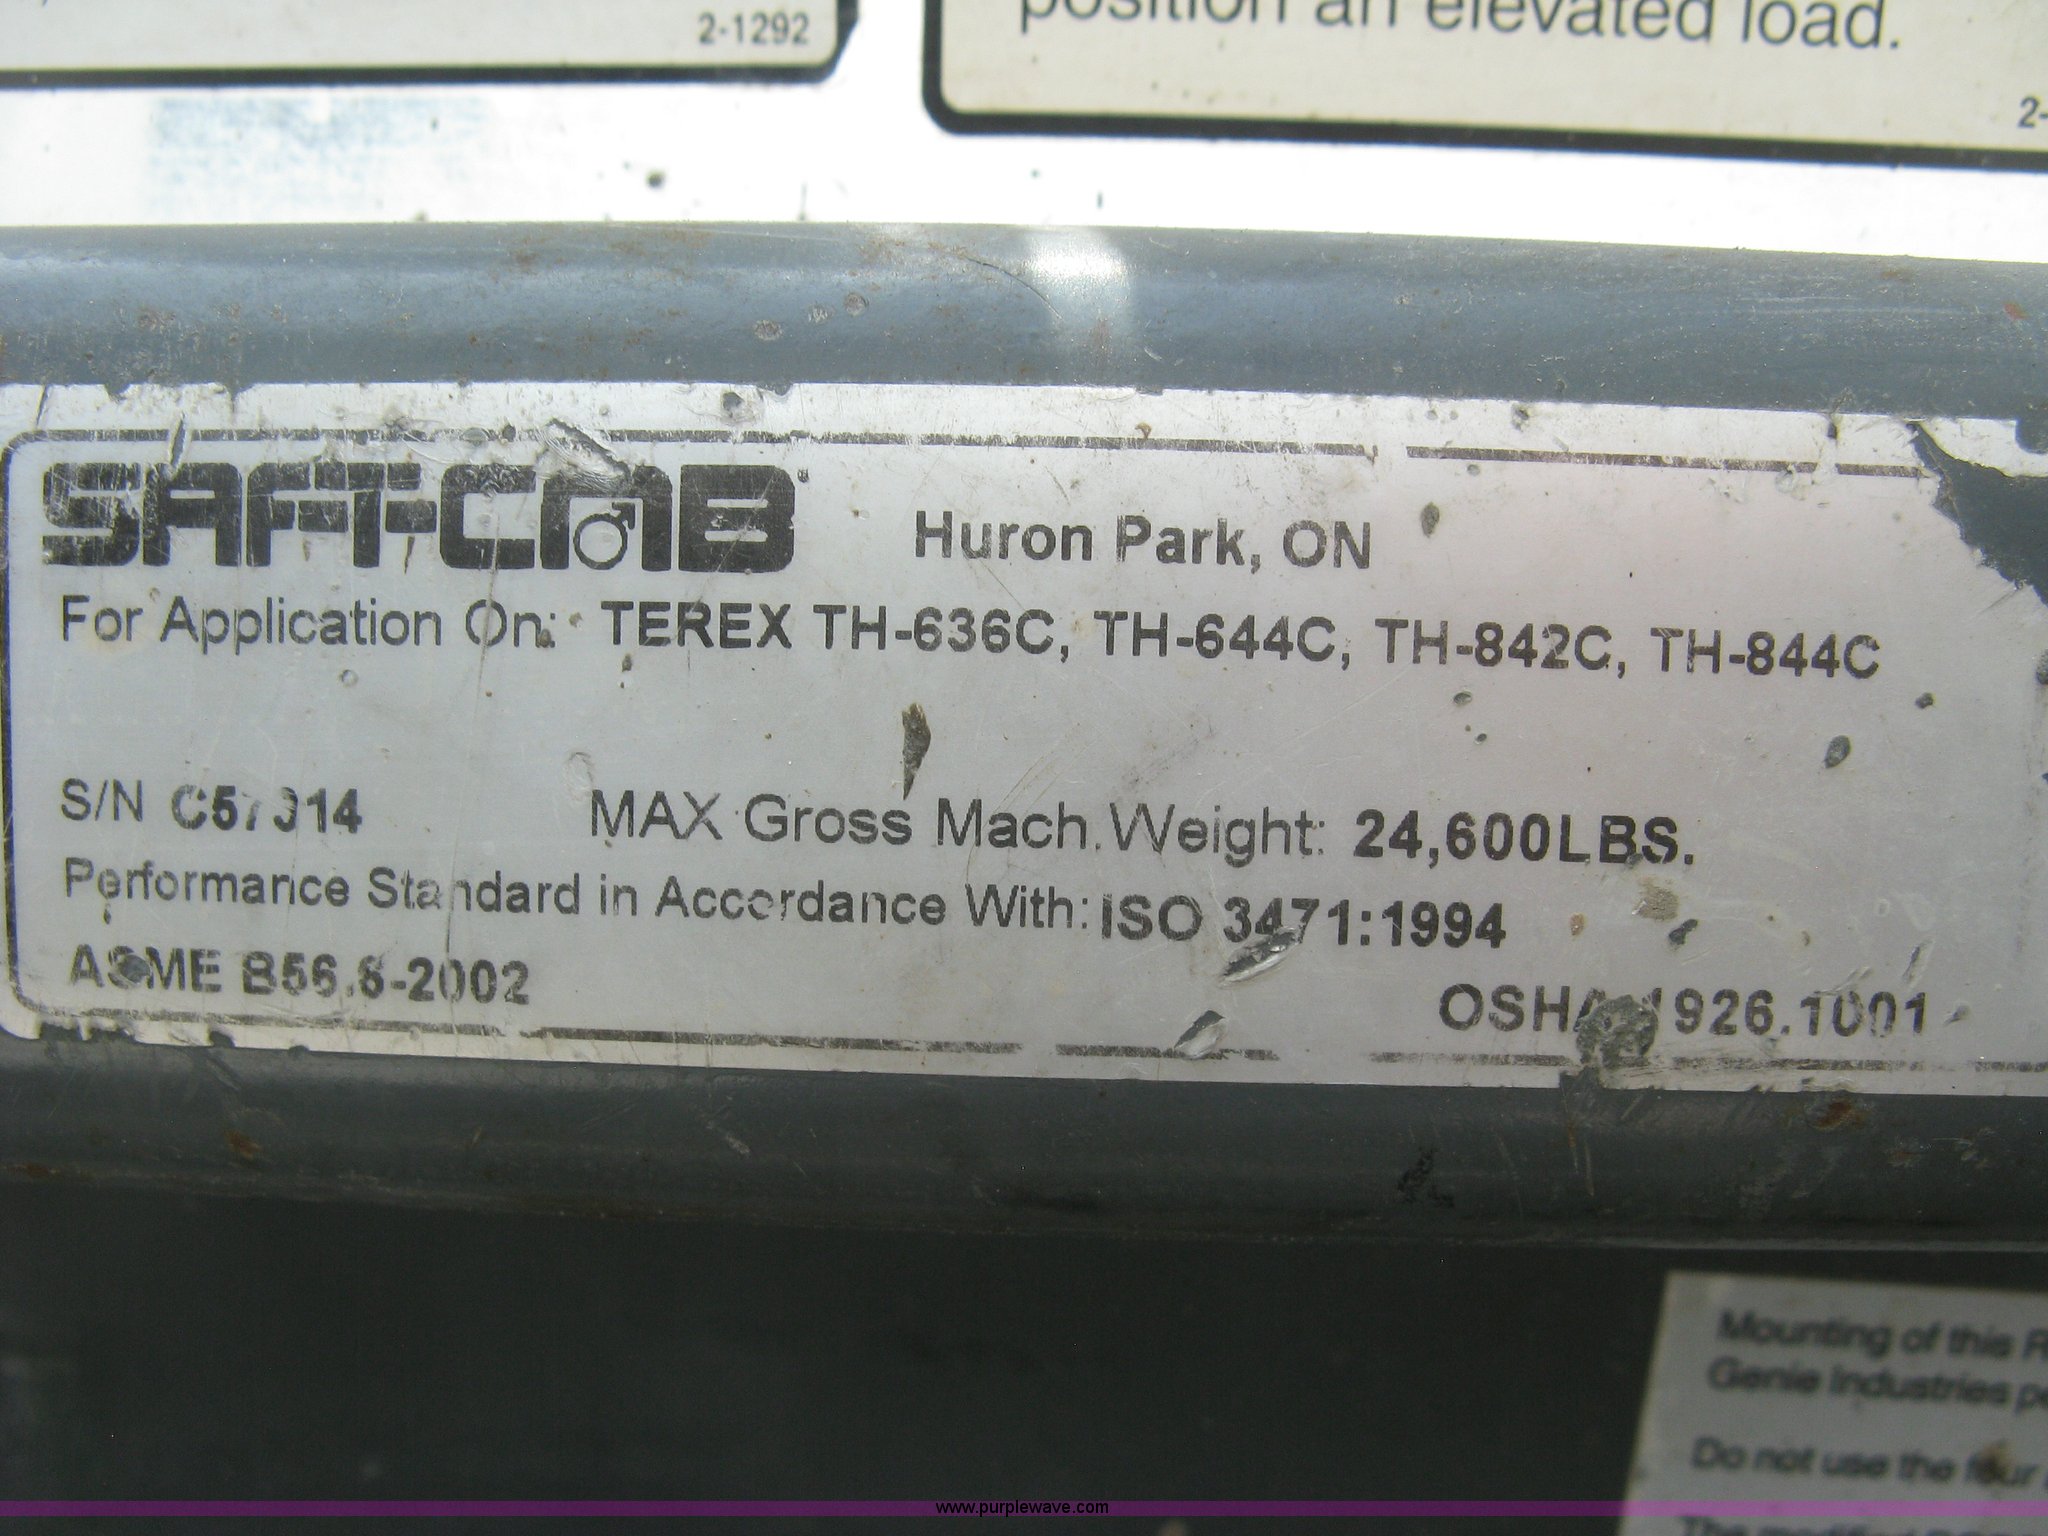 2-1292
position an elevated load.
2-
SAFT-CAB Huron Park, ON
For Application On: TEREX TH-636C, TH-644C, TH-842C, TH-844C
S/N MAX Gross Mach. Weight: 24,600LBS.
Performance Standard in Accordance With: ISO 3471:1994
ASME B56.6-2002
OSHA 1926.1001
Mounting of this R
Genie Industries pe
Do not use the four
www.purplewave.com